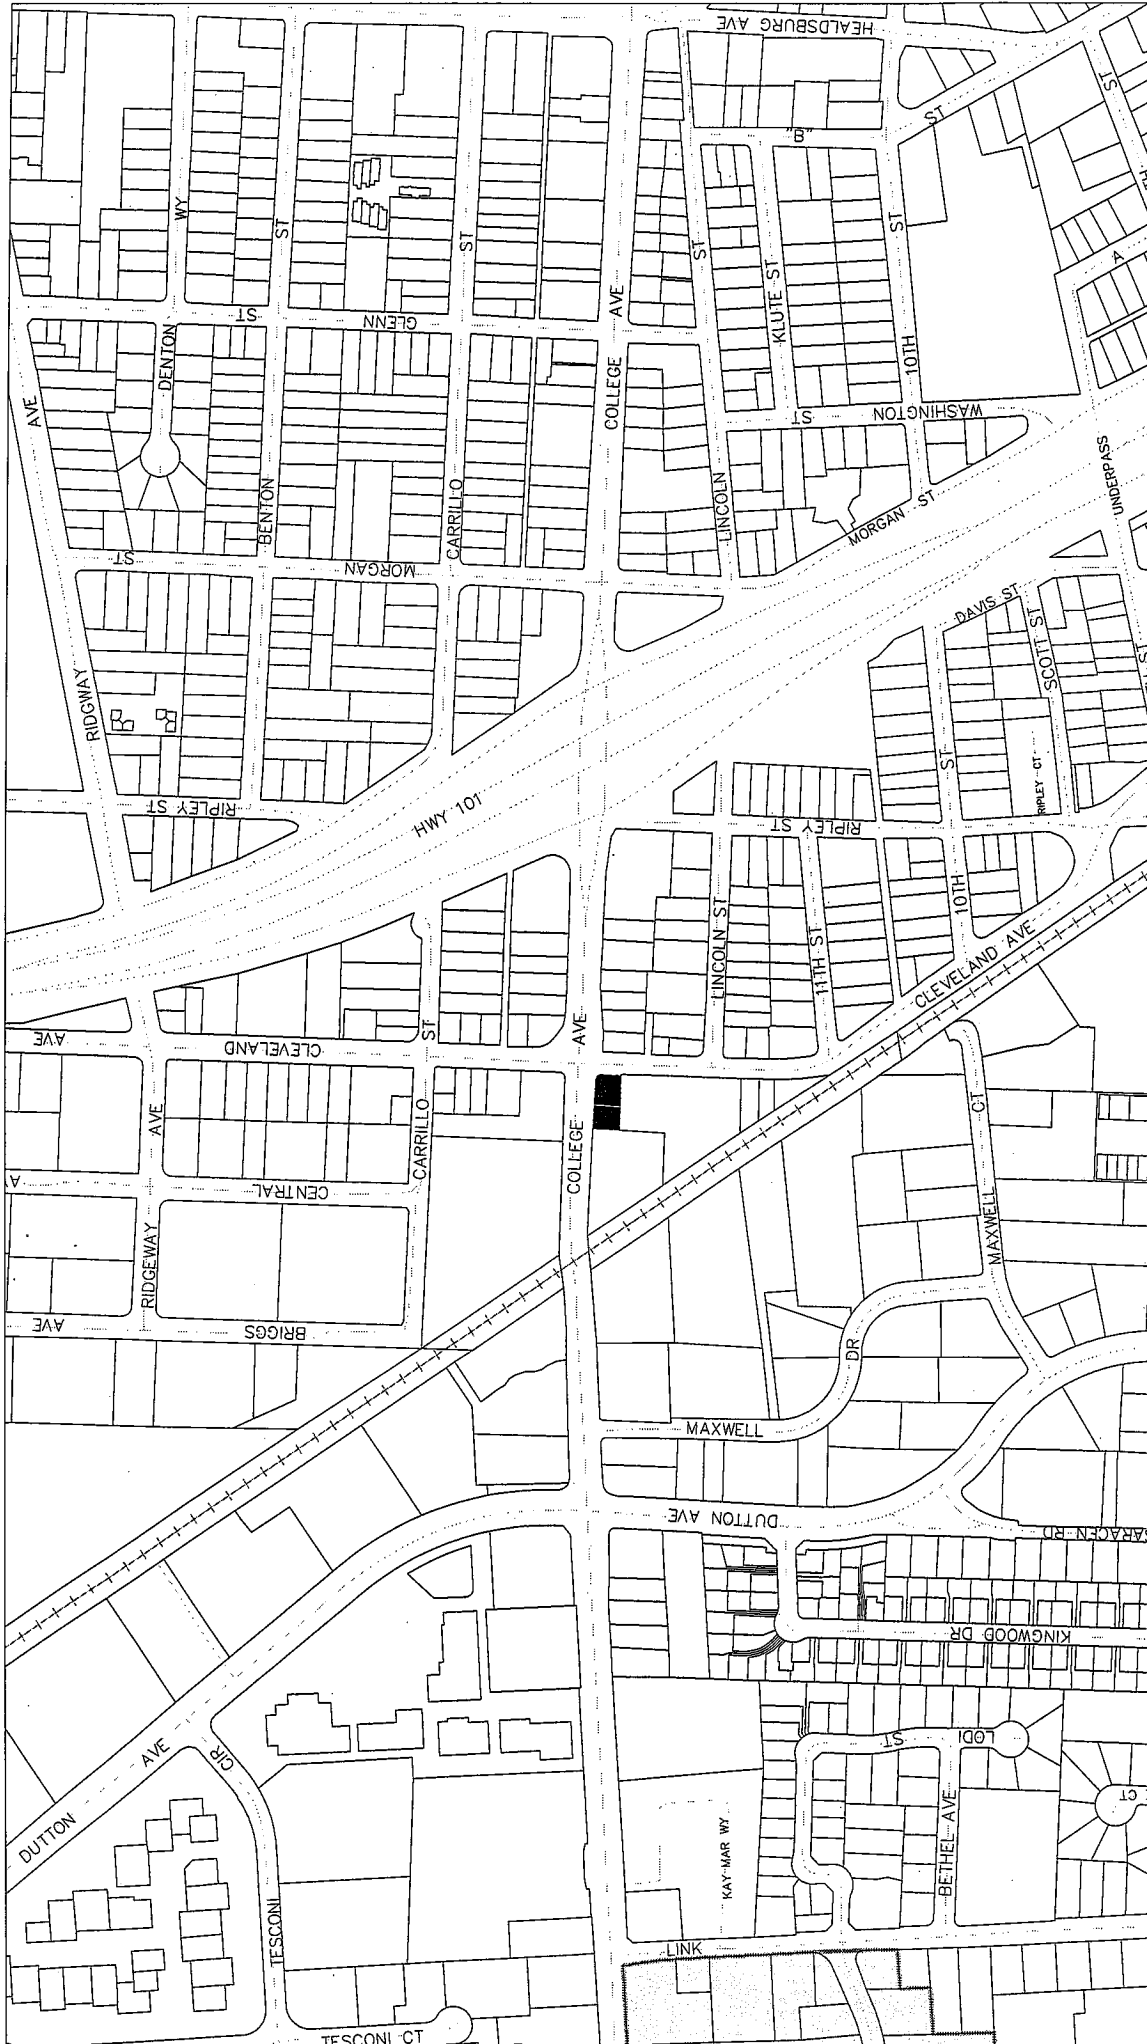 HEALDSBURG AVE
ST
ST
"B"
WY
ST
ST
ST
ST
A
KLUTE ST
AVE
ST
GLENN
DENTON
COLLEGE
10TH
AVE
ST
WASHINGTON
BENTON
CARRILLO
LINCOLN
UNDERPASS
MORGAN ST
ST
MORGAN
DAVIS ST
SCOTT ST
ST
RIDGWAY
ST
RIPLEY CT
RIPLEY ST
HWY 101
RIPLEY ST
10TH
LINCOLN ST
11TH ST
CLEVELAND AVE
AVE
CLEVELAND
ST
AVE
AVE
CARRILLO
COLLEGE
CT
CENTRAL
MAXWELL
RIDGEWAY
AVE
BRIGGS
DR
MAXWELL
DUTTON AVE
SARACEN RD
KINGWOOD DR
AVE
CIR
ST
LODI
DUTTON
CT
KAY-MAR WY
BETHEL AVE
TESCONI
LINK
TESCONI CT